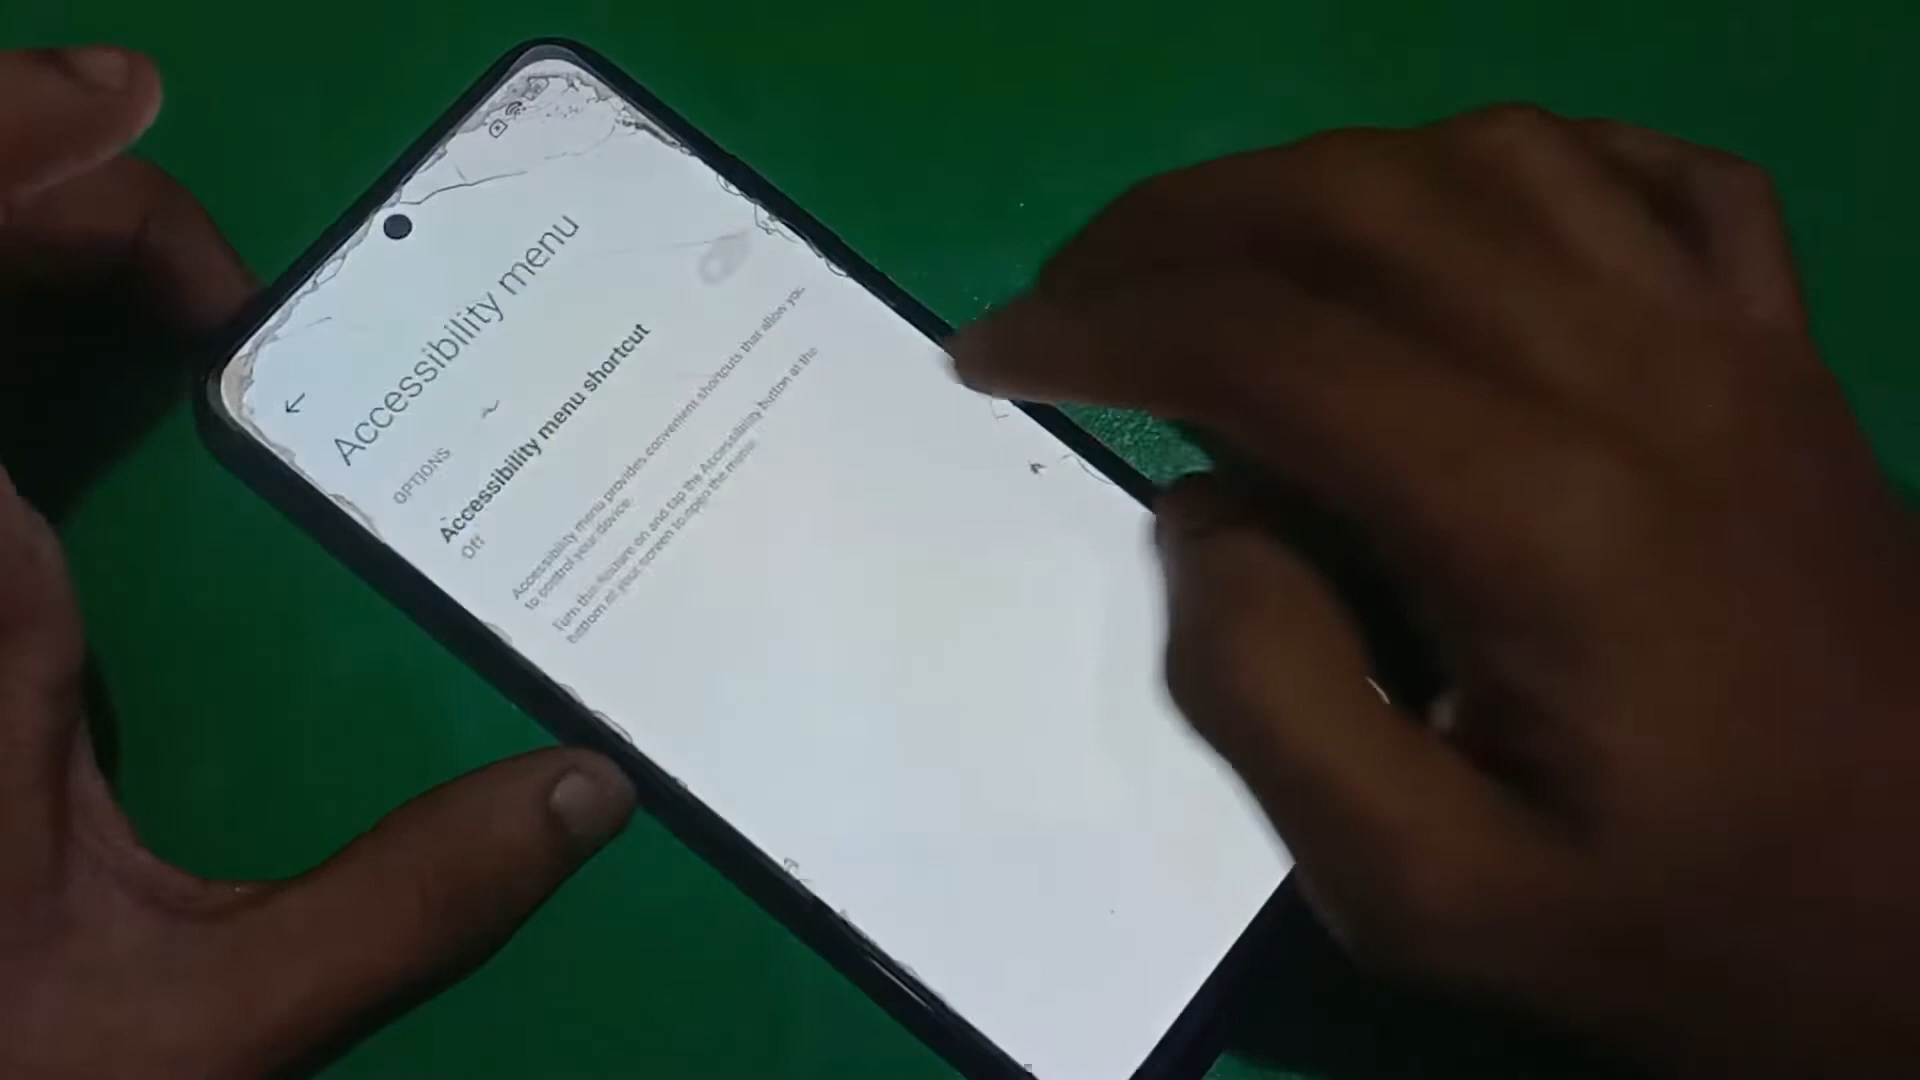 Accessibility menu
OPTIONS
Accessibility menu shortcut
Off
Accessibility menu provides convenient shortcuts that allow you
to control your device.
Turn this feature on and tap the Accessibility button at the
bottom of your screen to open the menu.